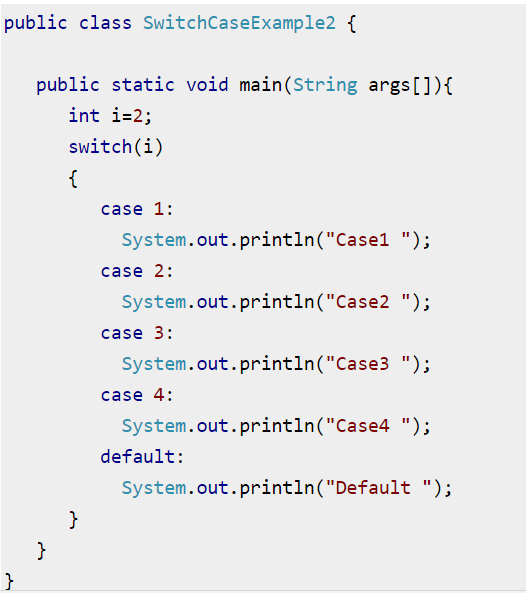 public class SwitchCaseExample2 {
public static void main(String args[]){
int i=2;
switch(i)
{
case 1:
System.out.println("Case1 ");
case 2:
System.out.println("Case2 ");
case 3:
System.out.println("Case3 ");
case 4:
System.out.println("Case4 ");
default:
System.out.println("Default ");
}
}
}